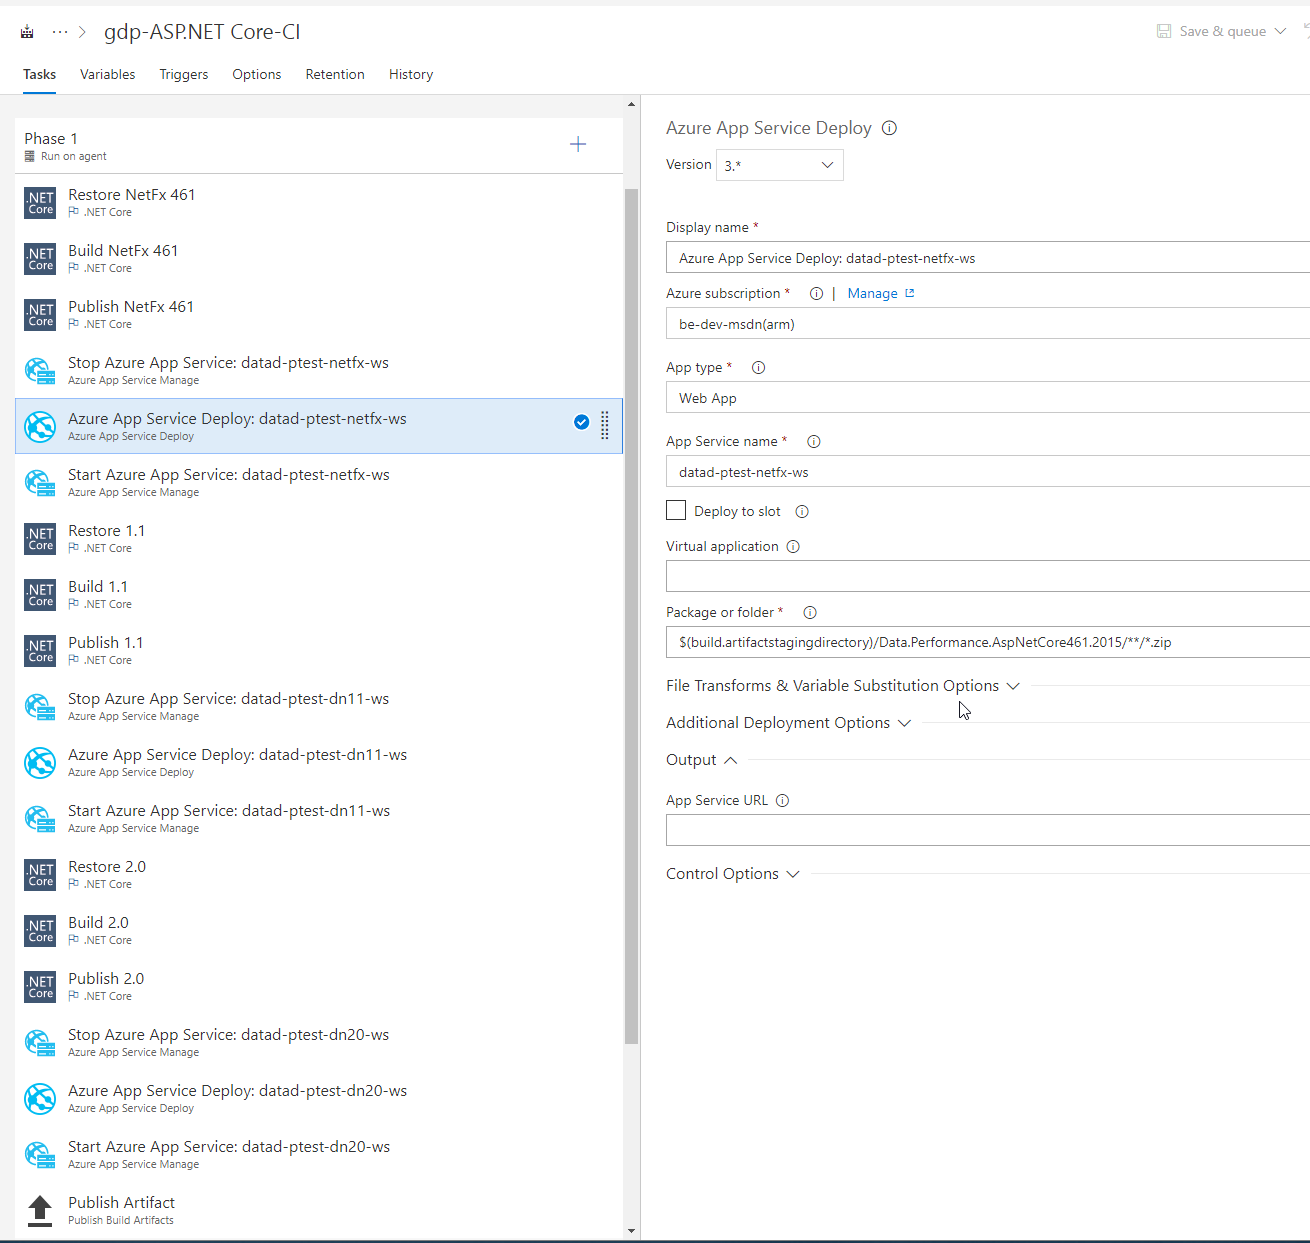 ··· > gdp-ASP.NET Core-CI
Save & queue
Tasks Variables Triggers Options Retention History
Phase 1
Run on agent
.NET Core Restore NetFx 461
.NET Core
.NET Core Build NetFx 461
.NET Core
.NET Core Publish NetFx 461
.NET Core
Stop Azure App Service: datad-ptest-netfx-ws
Azure App Service Manage
Azure App Service Deploy: datad-ptest-netfx-ws
Azure App Service Deploy
Start Azure App Service: datad-ptest-netfx-ws
Azure App Service Manage
.NET Core Restore 1.1
.NET Core
.NET Core Build 1.1
.NET Core
.NET Core Publish 1.1
.NET Core
Stop Azure App Service: datad-ptest-dn11-ws
Azure App Service Manage
Azure App Service Deploy: datad-ptest-dn11-ws
Azure App Service Deploy
Start Azure App Service: datad-ptest-dn11-ws
Azure App Service Manage
.NET Core Restore 2.0
.NET Core
.NET Core Build 2.0
.NET Core
.NET Core Publish 2.0
.NET Core
Stop Azure App Service: datad-ptest-dn20-ws
Azure App Service Manage
Azure App Service Deploy: datad-ptest-dn20-ws
Azure App Service Deploy
Start Azure App Service: datad-ptest-dn20-ws
Azure App Service Manage
Publish Artifact
Publish Build Artifacts
Azure App Service Deploy
Version 3.*
Display name *
Azure App Service Deploy: datad-ptest-netfx-ws
Azure subscription * | Manage
be-dev-msdn(arm)
App type *
Web App
App Service name *
datad-ptest-netfx-ws
Deploy to slot
Virtual application
Package or folder *
$(build.artifactstagingdirectory)/Data.Performance.AspNetCore461.2015/**/*.zip
File Transforms & Variable Substitution Options
Additional Deployment Options
Output
App Service URL
Control Options